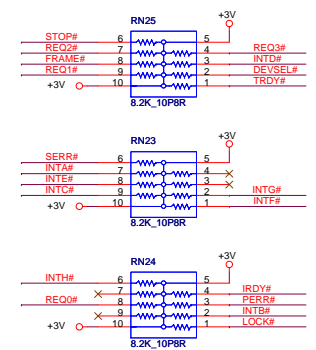 RN25
+3V
STOP# 6 5
REQ2# 7 4 REQ3#
FRAME# 8 3 INTD#
REQ1# 9 2 DEVSEL#
+3V 10 1 TRDY#
8.2K_10P8R
RN23
+3V
SERR# 6 5
INTA# 7 4
INTE# 8 3
INTC# 9 2 INTG#
+3V 10 1 INTF#
8.2K_10P8R
RN24
+3V
INTH# 6 5
7 4 IRDY#
REQ0# 8 3 PERR#
9 2 INTB#
+3V 10 1 LOCK#
8.2K_10P8R